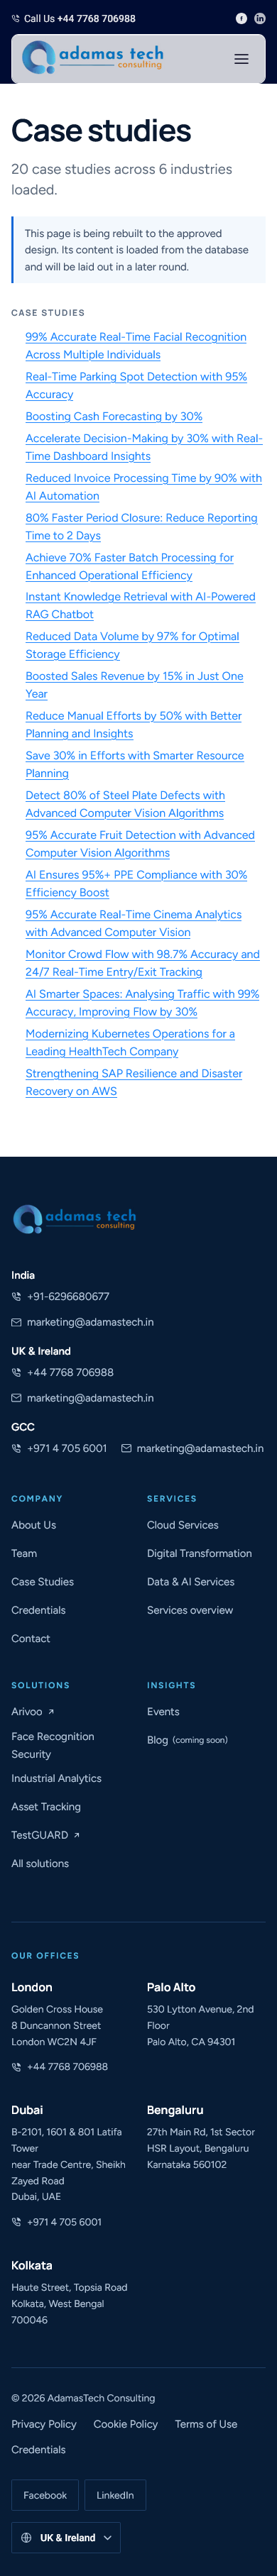 Call Us +44 7768 706988
adamas tech
consulting
Case studies
20 case studies across 6 industries
loaded.
This page is being rebuilt to the approved
design. Its content is loaded from the database
and will be laid out in a later round.
CASE STUDIES
99% Accurate Real-Time Facial Recognition
Across Multiple Individuals
Real-Time Parking Spot Detection with 95%
Accuracy
Boosting Cash Forecasting by 30%
Accelerate Decision-Making by 30% with Real-
Time Dashboard Insights
Reduced Invoice Processing Time by 90% with
AI Automation
80% Faster Period Closure: Reduce Reporting
Time to 2 Days
Achieve 70% Faster Batch Processing for
Enhanced Operational Efficiency
Instant Knowledge Retrieval with AI-Powered
RAG Chatbot
Reduced Data Volume by 97% for Optimal
Storage Efficiency
Boosted Sales Revenue by 15% in Just One
Year
Reduce Manual Efforts by 50% with Better
Planning and Insights
Save 30% in Efforts with Smarter Resource
Planning
Detect 80% of Steel Plate Defects with
Advanced Computer Vision Algorithms
95% Accurate Fruit Detection with Advanced
Computer Vision Algorithms
AI Ensures 95%+ PPE Compliance with 30%
Efficiency Boost
95% Accurate Real-Time Cinema Analytics
with Advanced Computer Vision
Monitor Crowd Flow with 98.7% Accuracy and
24/7 Real-Time Entry/Exit Tracking
AI Smarter Spaces: Analysing Traffic with 99%
Accuracy, Improving Flow by 30%
Modernizing Kubernetes Operations for a
Leading HealthTech Company
Strengthening SAP Resilience and Disaster
Recovery on AWS
adamas tech
consulting
India
+91-6296680677
marketing@adamastech.in
UK & Ireland
+44 7768 706988
marketing@adamastech.in
GCC
+971 4 705 6001 marketing@adamastech.in
COMPANY
About Us
Team
Case Studies
Credentials
Contact
SERVICES
Cloud Services
Digital Transformation
Data & AI Services
Services overview
SOLUTIONS
Arivoo ↗
Face Recognition
Security
Industrial Analytics
Asset Tracking
TestGUARD ↗
All solutions
INSIGHTS
Events
Blog (coming soon)
OUR OFFICES
London
Golden Cross House
8 Duncannon Street
London WC2N 4JF
+44 7768 706988
Palo Alto
530 Lytton Avenue, 2nd
Floor
Palo Alto, CA 94301
Dubai
B-2101, 1601 & 801 Latifa
Tower
near Trade Centre, Sheikh
Zayed Road
Dubai, UAE
+971 4 705 6001
Bengaluru
27th Main Rd, 1st Sector
HSR Layout, Bengaluru
Karnataka 560102
Kolkata
Haute Street, Topsia Road
Kolkata, West Bengal
700046
© 2026 AdamasTech Consulting
Privacy Policy Cookie Policy Terms of Use
Credentials
Facebook LinkedIn
UK & Ireland